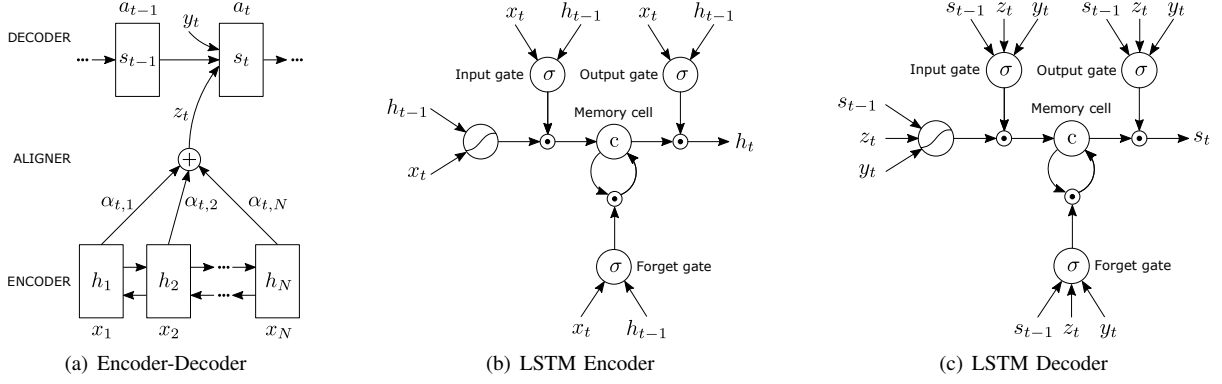 DECODER
a_{t−1}
a_t
y_t
s_{t−1}
s_t
...
...
z_t
ALIGNER
+
α_{t,1}
α_{t,2}
α_{t,N}
ENCODER
h_1
h_2
...
...
h_N
x_1
x_2
x_N
(a) Encoder-Decoder
x_t h_{t−1}
x_t h_{t−1}
Input gate
σ
Output gate
σ
Memory cell
h_{t−1}
x_t
c
h_t
σ
Forget gate
x_t
h_{t−1}
(b) LSTM Encoder
s_{t−1} z_t y_t
s_{t−1} z_t y_t
Input gate
σ
Output gate
σ
Memory cell
s_{t−1}
z_t
y_t
c
s_t
σ
Forget gate
s_{t−1}
z_t
y_t
(c) LSTM Decoder